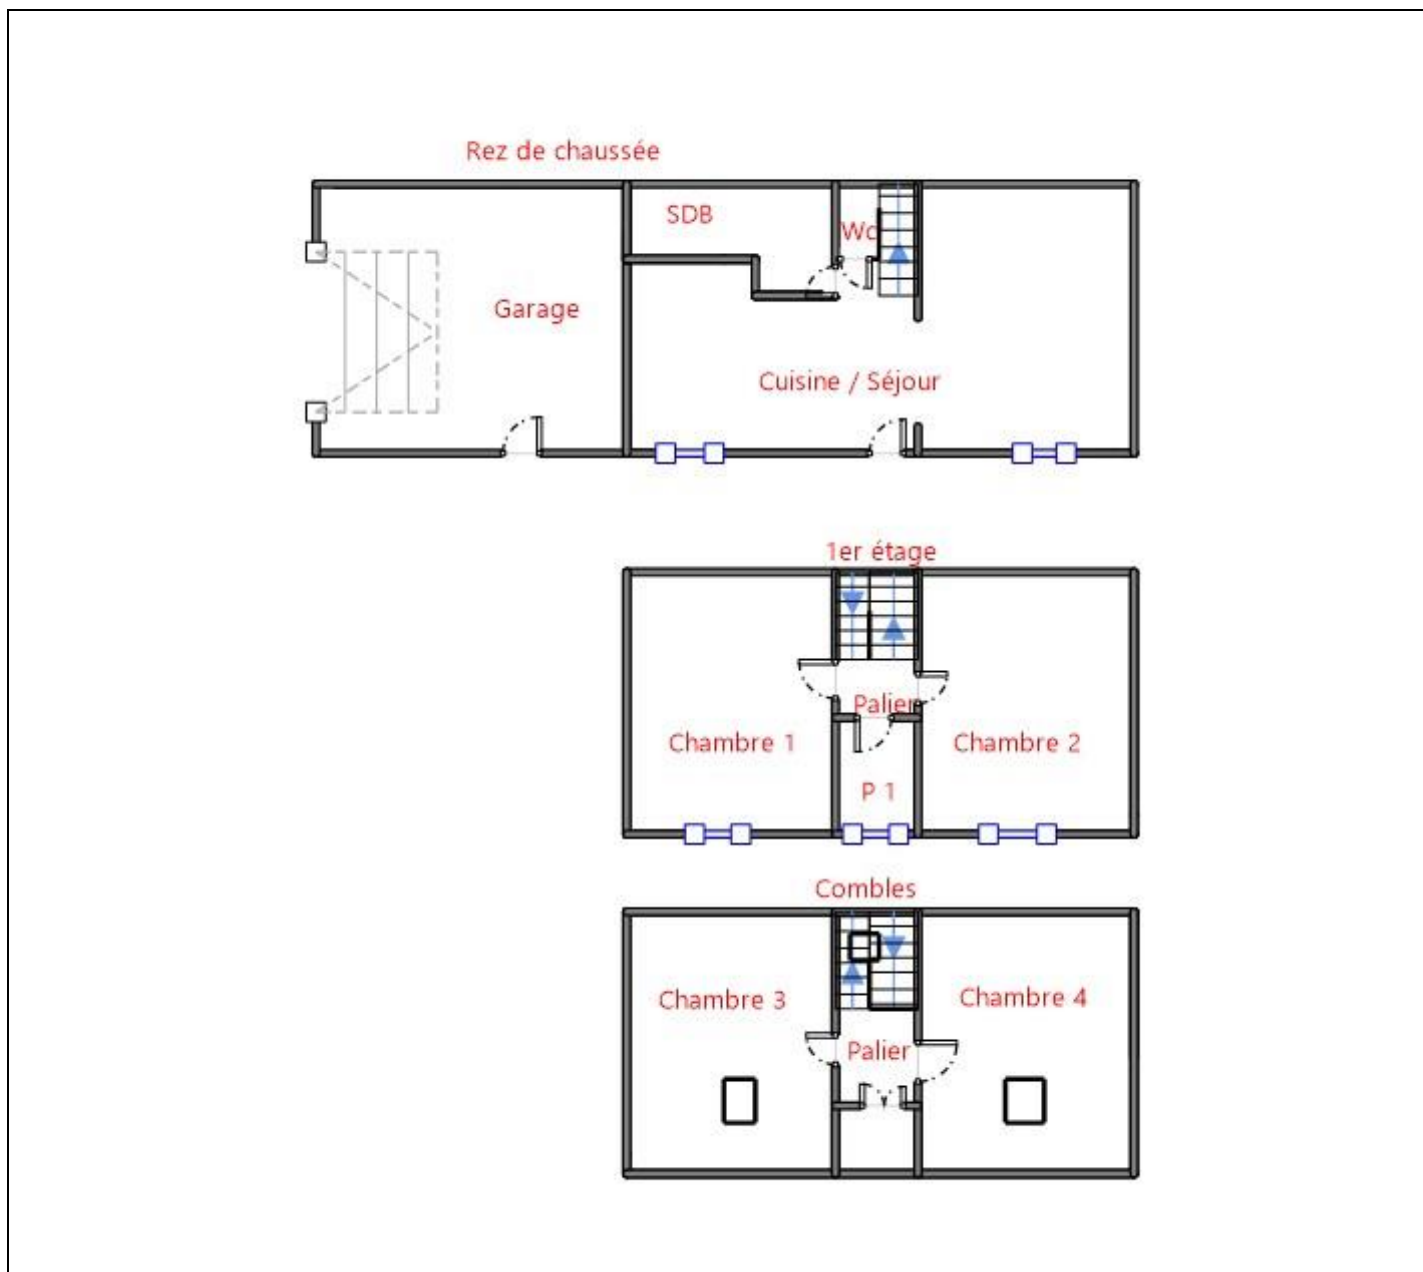 Rez de chaussée
SDB
Wc
Garage
Cuisine / Séjour
1er étage
Palier
Chambre 1
Chambre 2
P 1
Combles
Chambre 3
Chambre 4
Palier